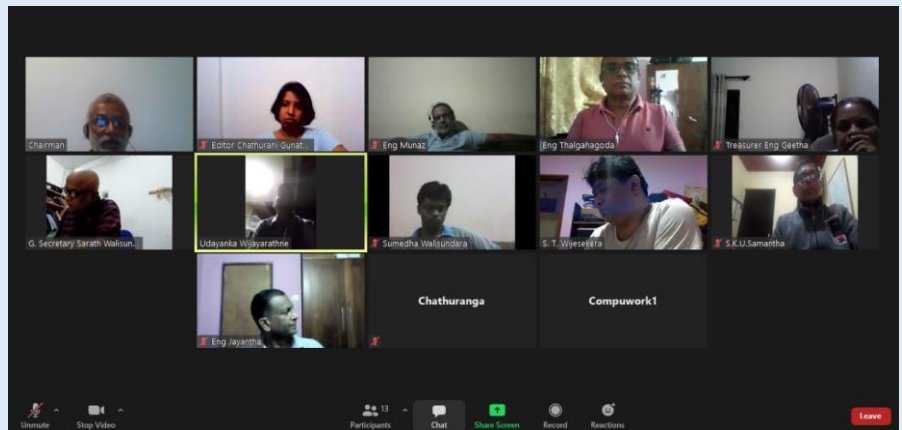 Chairman
Editor Chathurani Gunat...
Eng Munaz
Eng Thalgahagoda
Treasurer Eng Geetha
G. Secretary Sarath Walisun...
Udayanka Wijayarathne
Sumedha Walisundara
S. T. Wijesekera
S.K.U.Samantha
Eng Jayantha
Chathuranga
Compuwork1
Unmute
Stop Video
13
Participants
Chat
Share Screen
Record
Reactions
Leave